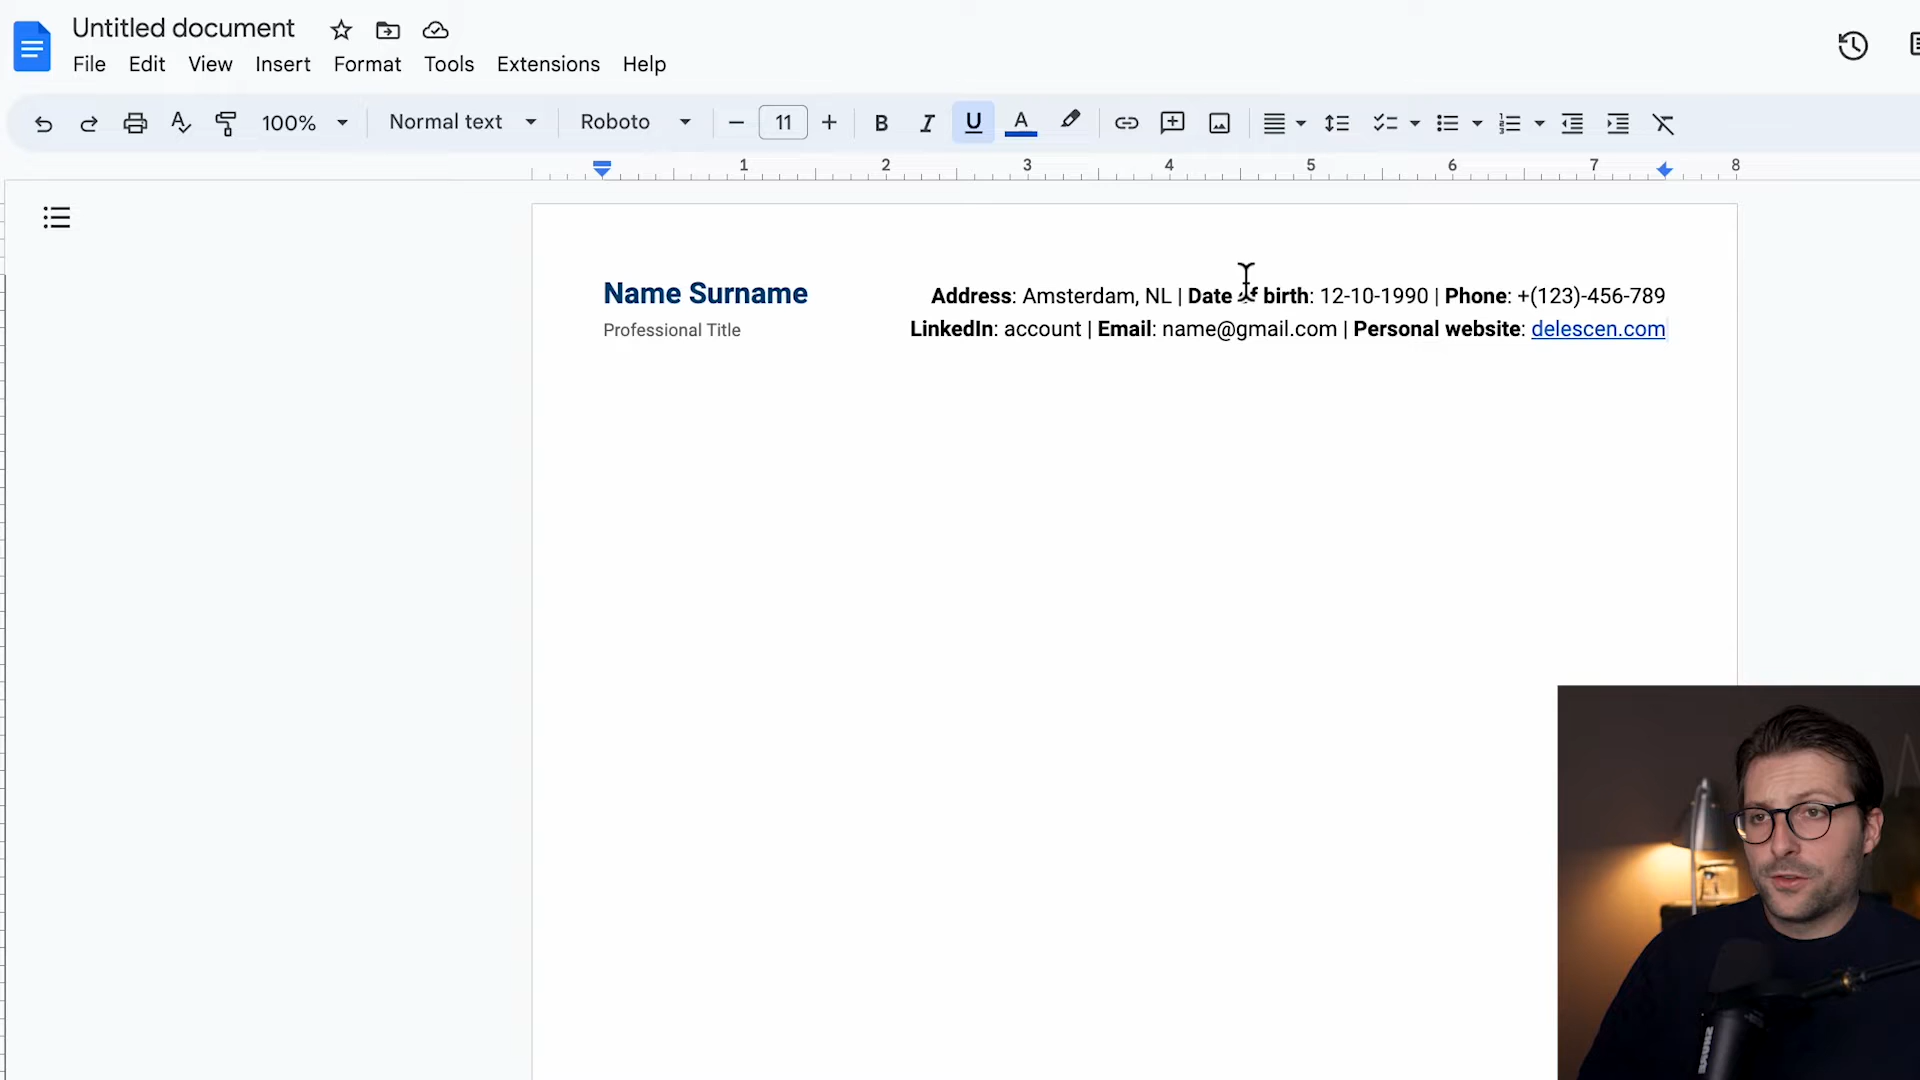 Untitled document
File Edit View Insert Format Tools Extensions Help
100% Normal text Roboto 11 B I U A
1 2 3 4 5 6 7 8
Name Surname
Professional Title
Address: Amsterdam, NL | Date of birth: 12-10-1990 | Phone: +(123)-456-789
LinkedIn: account | Email: name@gmail.com | Personal website: delescen.com